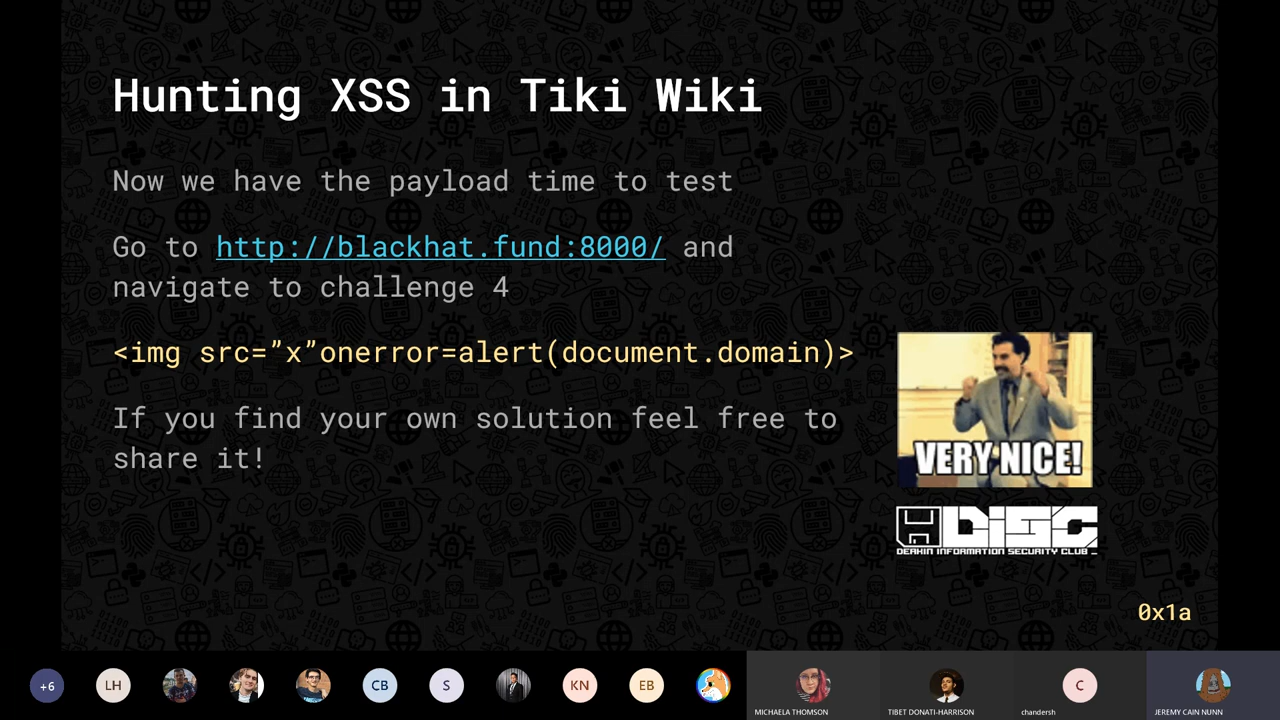 Hunting XSS in Tiki Wiki
Now we have the payload time to test
Go to http://blackhat.fund:8000/ and
navigate to challenge 4
<img src=”x”onerror=alert(document.domain)>
If you find your own solution feel free to
share it!
VERY NICE!
DISC
DEAKIN INFORMATION SECURITY CLUB _
0x1a
+6
LH
CB
S
KN
EB
C
MICHAELA THOMSON
TIBET DONATI-HARRISON
chandersh
JEREMY CAIN NUNN